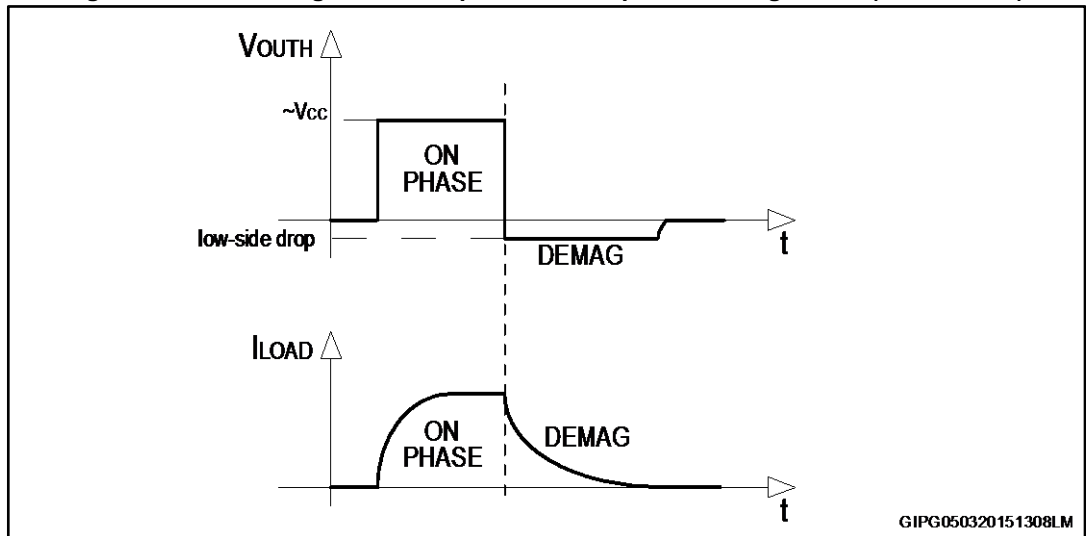 VOUTH
~Vcc
ON
PHASE
low-side drop
DEMAG
t
ILOAD
ON
PHASE
DEMAG
t
GIPG050320151308LM